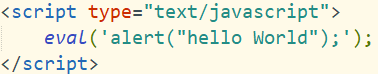 <script type="text/javascript">
    eval('alert("hello World");');
</script>